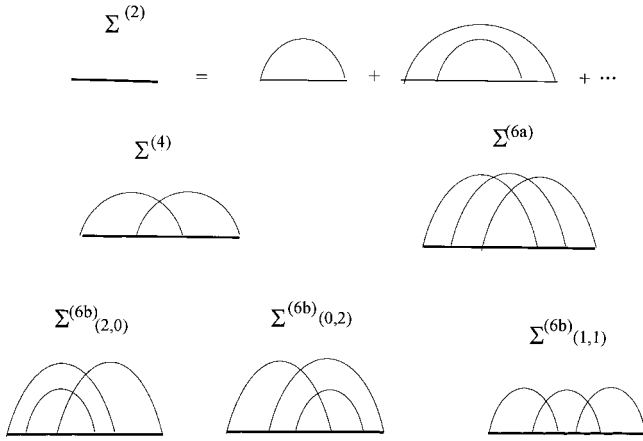 Σ^(2)
= + + ...
Σ^(4) Σ^(6a)
Σ^(6b)(2,0) Σ^(6b)(0,2) Σ^(6b)(1,1)